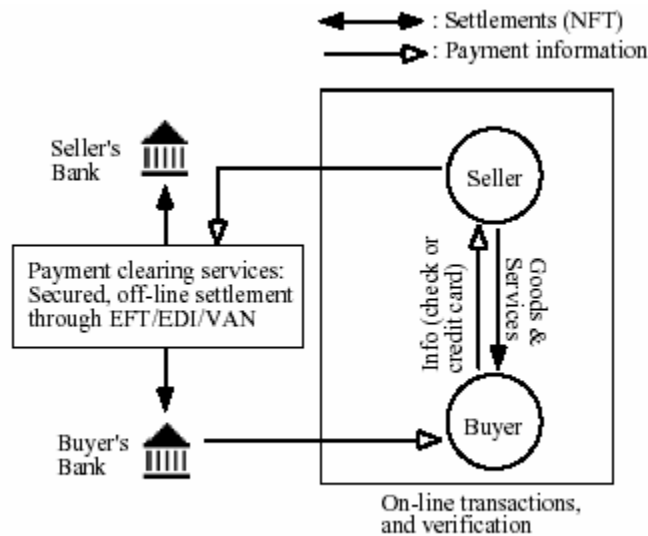 : Settlements (NFT)
: Payment information
Seller's
Bank
Seller
Payment clearing services:
Secured, off-line settlement
through EFT/EDI/VAN
Info (check or
credit card)
Goods &
Services
Buyer's
Bank
Buyer
On-line transactions,
and verification